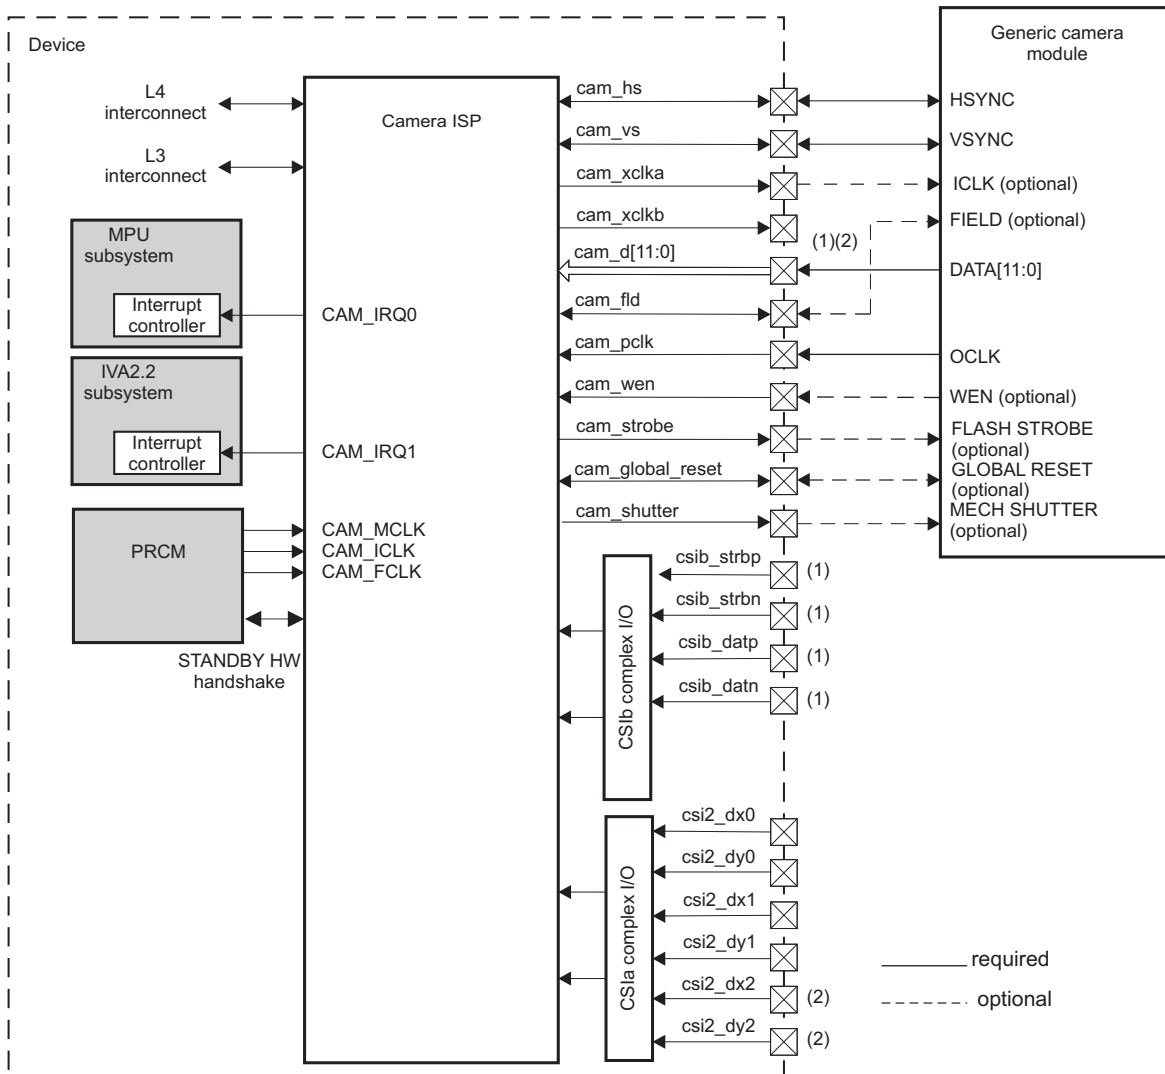 Device
Generic camera
module
L4
interconnect
L3
interconnect
Camera ISP
MPU
subsystem
Interrupt
controller
IVA2.2
subsystem
Interrupt
controller
PRCM
STANDBY HW
handshake
CAM_IRQ0
CAM_IRQ1
CAM_MCLK
CAM_ICLK
CAM_FCLK
cam_hs
HSYNC
cam_vs
VSYNC
cam_xclka
ICLK (optional)
cam_xclkb
FIELD (optional)
cam_d[11:0]
(1)(2)
DATA[11:0]
cam_fld
cam_pclk
OCLK
cam_wen
WEN (optional)
cam_strobe
FLASH STROBE
(optional)
cam_global_reset
GLOBAL RESET
(optional)
cam_shutter
MECH SHUTTER
(optional)
CSIb complex I/O
csib_strbp
(1)
csib_strbn
(1)
csib_datp
(1)
csib_datn
(1)
CSIa complex I/O
csi2_dx0
csi2_dy0
csi2_dx1
csi2_dy1
csi2_dx2
(2)
csi2_dy2
(2)
required
optional